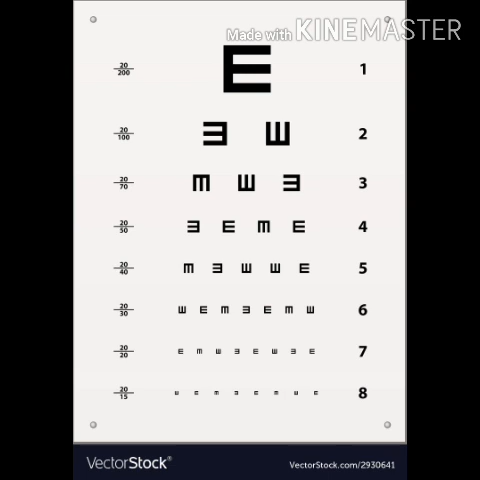 Made with KINEMASTER
20/200 E 1
20/100 Ǝ Ш 2
20/70 M Ш Ǝ 3
20/50 Ǝ E M E 4
20/40 M Ǝ Ш Ш E 5
20/30 Ш E M Ǝ E M Ш 6
20/20 E M Ш Ǝ E Ш Ǝ E 7
20/15 8
VectorStock® VectorStock.com/2930641